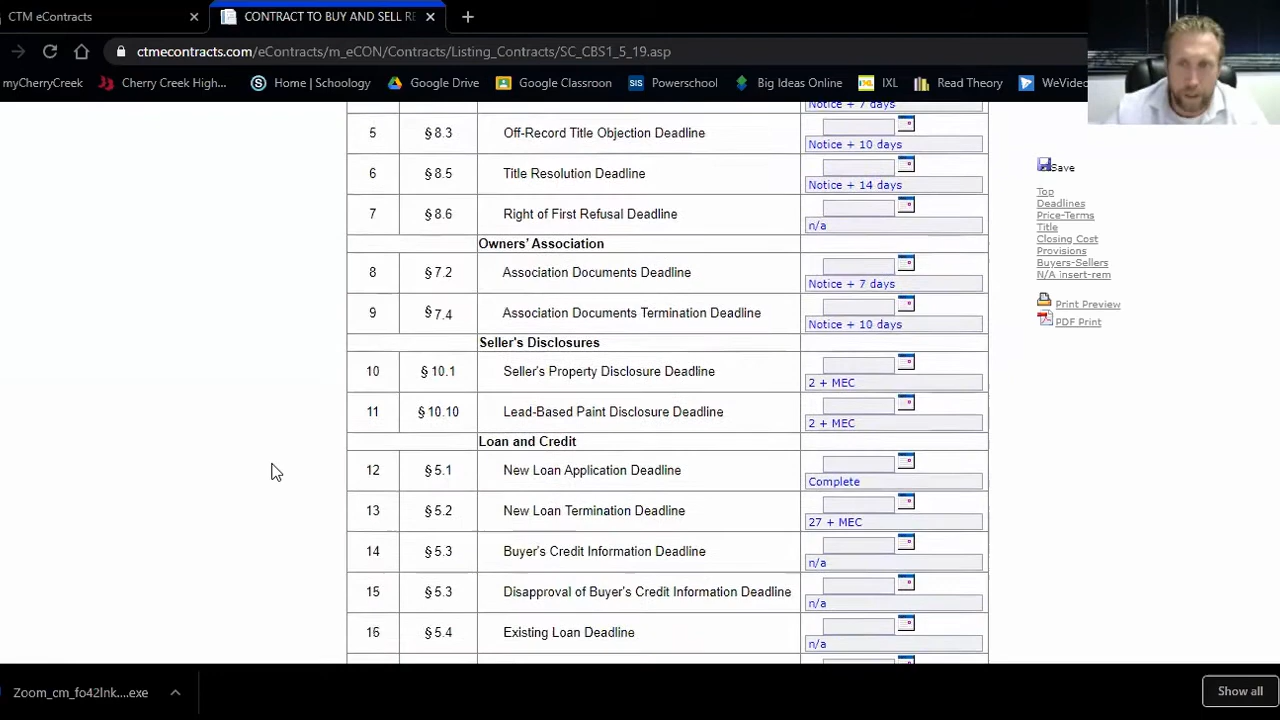 CTM eContracts
CONTRACT TO BUY AND SELL RE
ctmecontracts.com/eContracts/m_eCON/Contracts/Listing_Contracts/SC_CBS1_5_19.asp
myCherryCreek
Cherry Creek High...
Home | Schoology
SIS
Powerschool
Big Ideas Online
IXL
Read Theory
WeVideo
Notice + 7 days
5 § 8.3 Off-Record Title Objection Deadline
Notice + 10 days
6 § 8.5 Title Resolution Deadline
Notice + 14 days
7 § 8.6 Right of First Refusal Deadline
n/a
Owners' Association
8 § 7.2 Association Documents Deadline
Notice + 7 days
9 § 7.4 Association Documents Termination Deadline
Notice + 10 days
Seller's Disclosures
10 § 10.1 Seller's Property Disclosure Deadline
2 + MEC
11 § 10.10 Lead-Based Paint Disclosure Deadline
2 + MEC
Loan and Credit
12 § 5.1 New Loan Application Deadline
Complete
13 § 5.2 New Loan Termination Deadline
27 + MEC
14 § 5.3 Buyer's Credit Information Deadline
n/a
15 § 5.3 Disapproval of Buyer's Credit Information Deadline
n/a
16 § 5.4 Existing Loan Deadline
n/a
Save
Top
Deadlines
Price-Terms
Title
Closing Cost
Provisions
Buyers-Sellers
N/A insert-rem
Print Preview
PDF Print
Zoom_cm_fo42lnk....exe
Show all